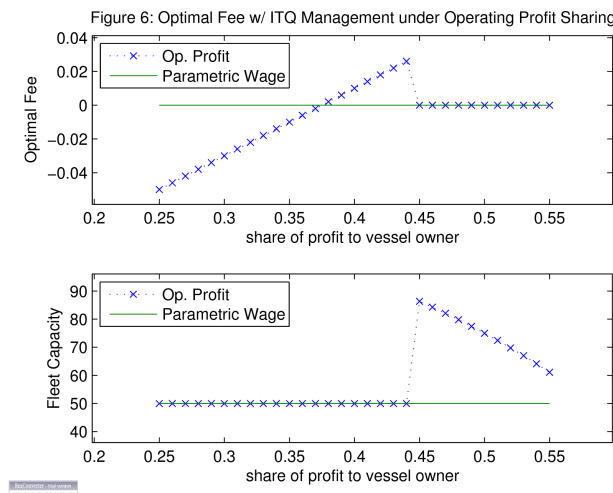 Figure 6: Optimal Fee w/ ITQ Management under Operating Profit Sharing
0.04
0.02
0
−0.02
−0.04
Optimal Fee
Op. Profit
Parametric Wage
0.2 0.25 0.3 0.35 0.4 0.45 0.5 0.55
share of profit to vessel owner
90
80
70
60
50
40
Fleet Capacity
Op. Profit
Parametric Wage
0.2 0.25 0.3 0.35 0.4 0.45 0.5 0.55
share of profit to vessel owner